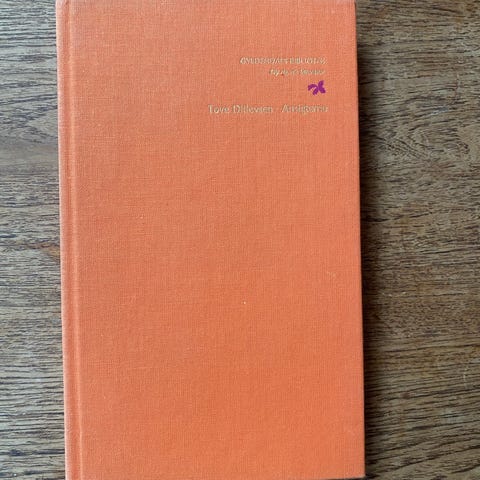 GYLDENDALS BIBLIOTEK
Tove Ditlevsen · Ansigterne